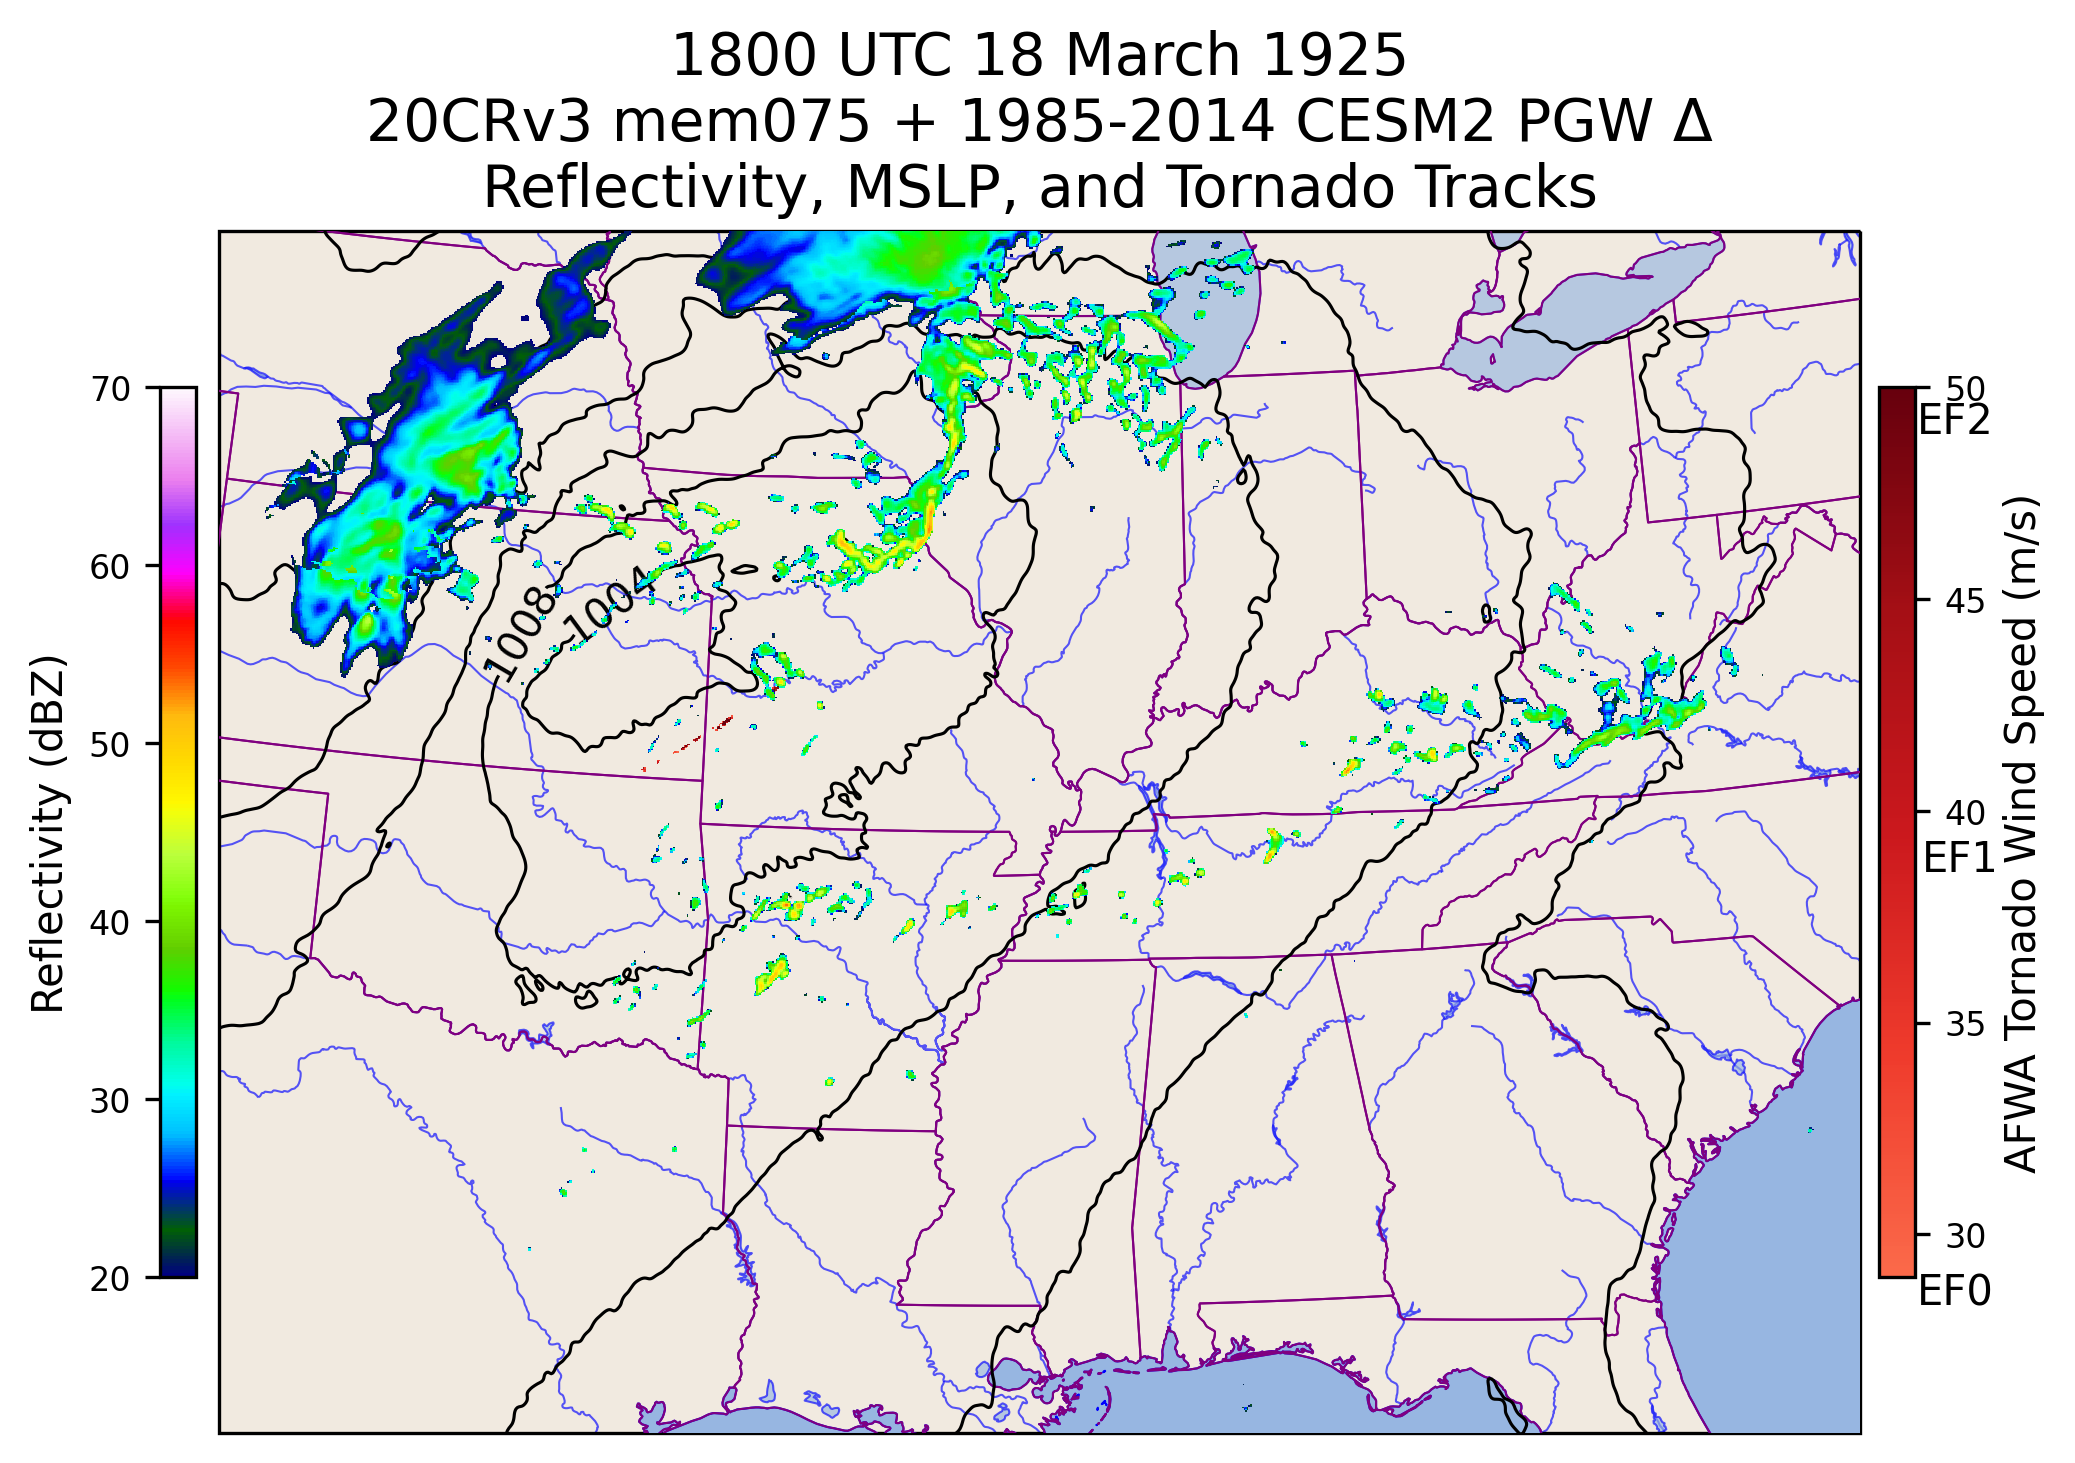 1800 UTC 18 March 1925
20CRv3 mem075 + 1985-2014 CESM2 PGW Δ
Reflectivity, MSLP, and Tornado Tracks
70
60
50
40
30
20
Reflectivity (dBZ)
1008
1004
50
EF2
45
40
EF1
35
30
EF0
AFWA Tornado Wind Speed (m/s)